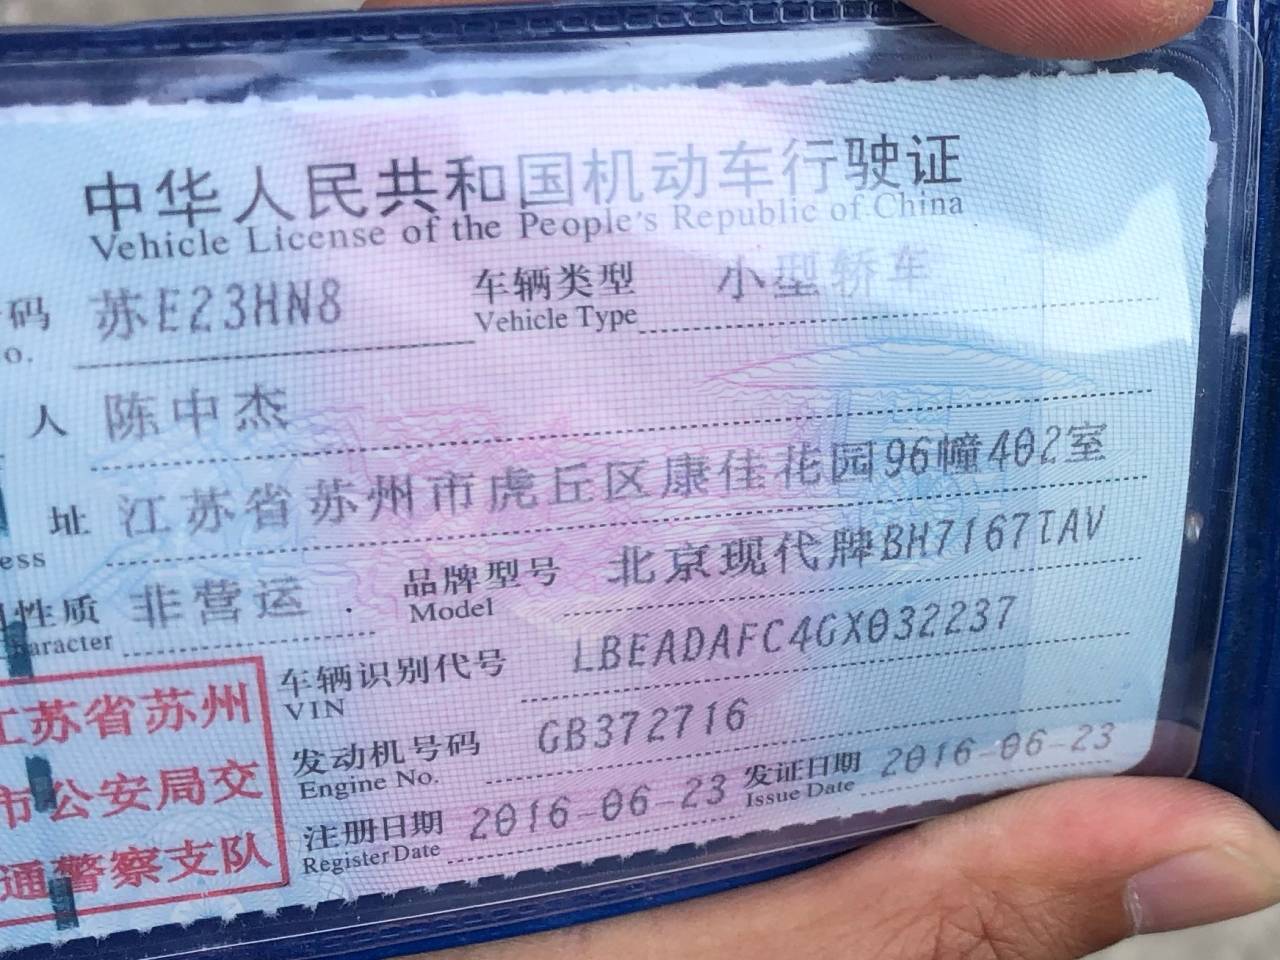 中华人民共和国机动车行驶证
Vehicle License of the People's Republic of China
码 苏E23HN8 车辆类型 小型轿车
o. Vehicle Type
人 陈中杰
址 江苏省苏州市虎丘区康佳花园96幢402室
ess
性质 非营运 品牌型号 北京现代牌BH7167TAV
aracter Model
车辆识别代号 LBEADAFC4GX032237
VIN
发动机号码 GB372716
Engine No.
注册日期 2016-06-23 发证日期 2016-06-23
Register Date Issue Date
江苏省苏州
市公安局交
通警察支队